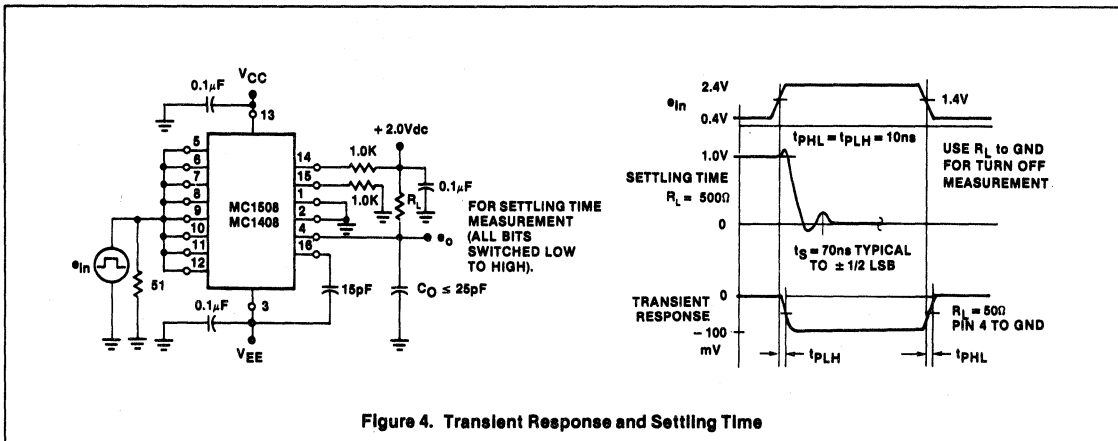 VCC
0.1μF
13
+ 2.0Vdc
5
6
7
8
9
10
11
12
MC1508
MC1408
14
15
1
2
4
16
3
1.0K
1.0K
RL
0.1μF
FOR SETTLING TIME
MEASUREMENT
(ALL BITS
SWITCHED LOW
TO HIGH).
eo
ein
51
0.1μF
15pF
CO ≤ 25pF
VEE
2.4V
ein
0.4V
1.4V
tPHL = tPLH = 10ns
USE RL to GND
FOR TURN OFF
MEASUREMENT
1.0V
SETTLING TIME
RL = 500Ω
0
tS = 70ns TYPICAL
TO ± 1/2 LSB
0
TRANSIENT
RESPONSE
- 100
mV
RL = 50Ω
PIN 4 TO GND
tPLH
tPHL
Figure 4. Transient Response and Settling Time